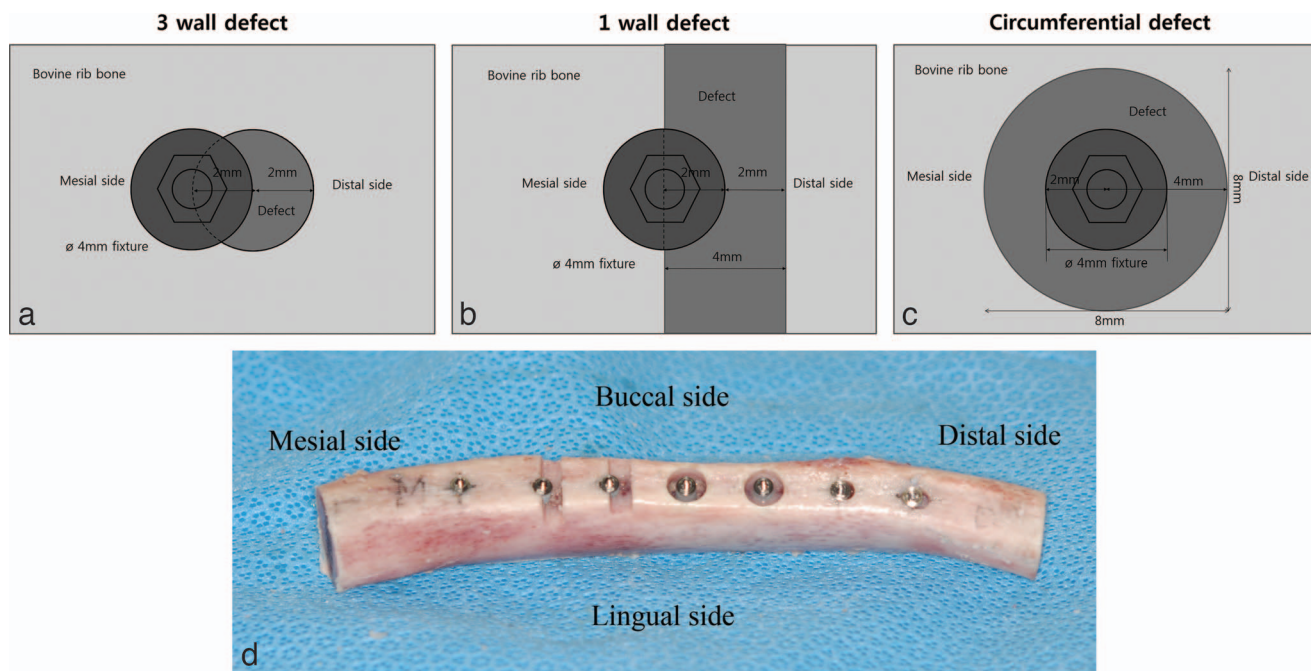 3 wall defect
Bovine rib bone
Mesial side
2mm
2mm
Distal side
Defect
ø 4mm fixture
a
1 wall defect
Bovine rib bone
Defect
Mesial side
2mm
2mm
Distal side
ø 4mm fixture
4mm
b
Circumferential defect
Bovine rib bone
Defect
Mesial side
2mm
4mm
8mm
Distal side
ø 4mm fixture
8mm
c
Buccal side
Mesial side
Distal side
M
Lingual side
d